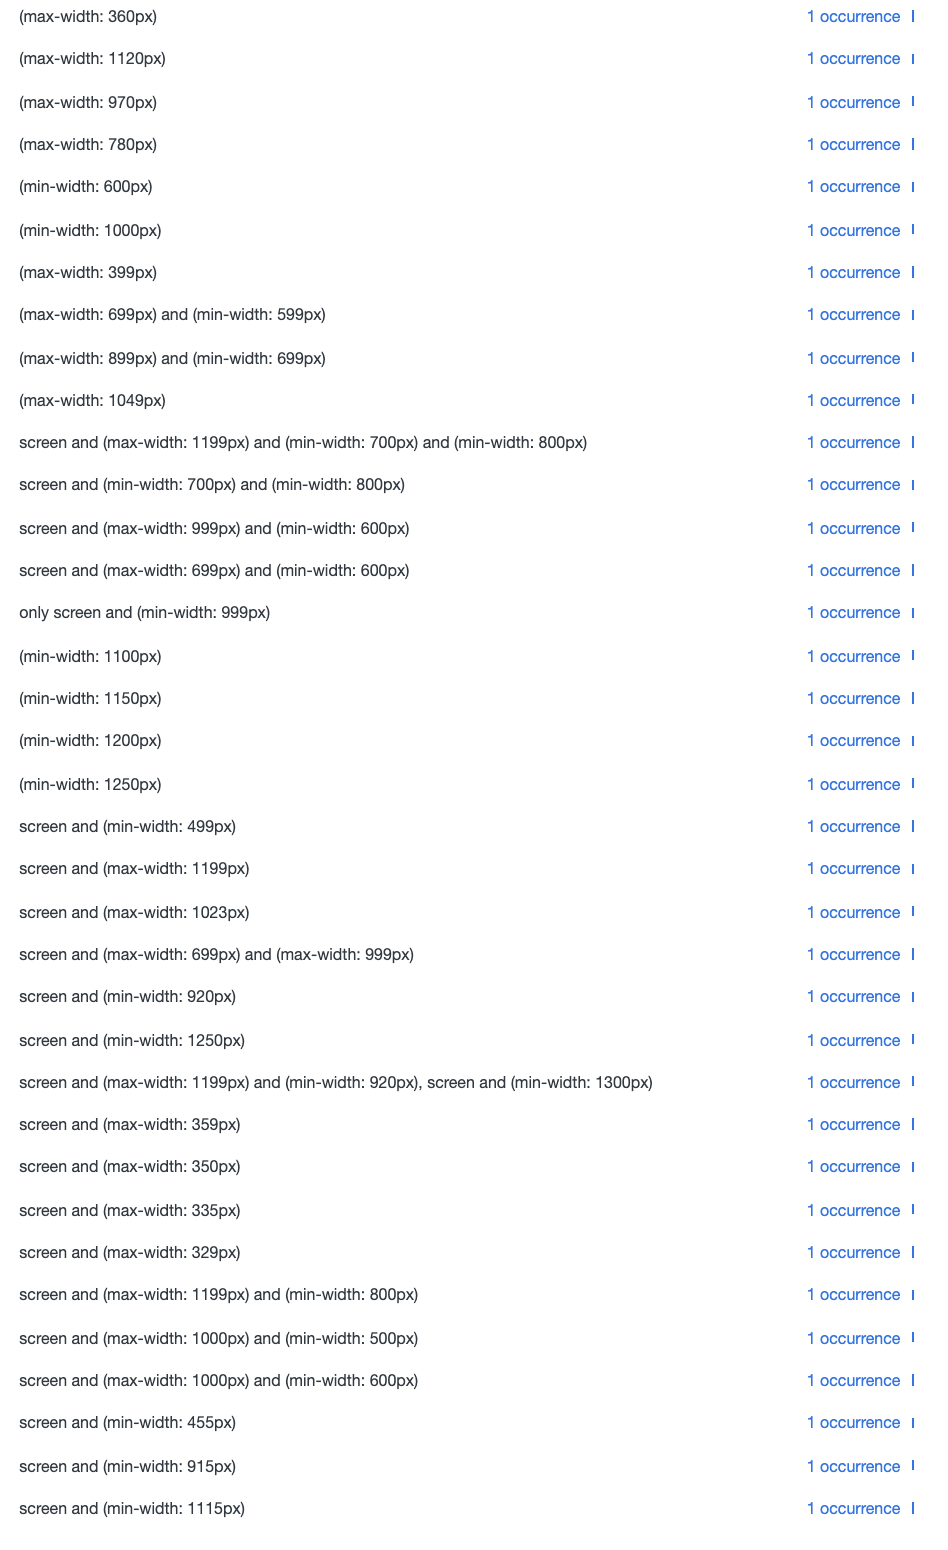 (max-width: 360px) 1 occurrence
(max-width: 1120px) 1 occurrence
(max-width: 970px) 1 occurrence
(max-width: 780px) 1 occurrence
(min-width: 600px) 1 occurrence
(min-width: 1000px) 1 occurrence
(max-width: 399px) 1 occurrence
(max-width: 699px) and (min-width: 599px) 1 occurrence
(max-width: 899px) and (min-width: 699px) 1 occurrence
(max-width: 1049px) 1 occurrence
screen and (max-width: 1199px) and (min-width: 700px) and (min-width: 800px) 1 occurrence
screen and (min-width: 700px) and (min-width: 800px) 1 occurrence
screen and (max-width: 999px) and (min-width: 600px) 1 occurrence
screen and (max-width: 699px) and (min-width: 600px) 1 occurrence
only screen and (min-width: 999px) 1 occurrence
(min-width: 1100px) 1 occurrence
(min-width: 1150px) 1 occurrence
(min-width: 1200px) 1 occurrence
(min-width: 1250px) 1 occurrence
screen and (min-width: 499px) 1 occurrence
screen and (max-width: 1199px) 1 occurrence
screen and (max-width: 1023px) 1 occurrence
screen and (max-width: 699px) and (max-width: 999px) 1 occurrence
screen and (min-width: 920px) 1 occurrence
screen and (min-width: 1250px) 1 occurrence
screen and (max-width: 1199px) and (min-width: 920px), screen and (min-width: 1300px) 1 occurrence
screen and (max-width: 359px) 1 occurrence
screen and (max-width: 350px) 1 occurrence
screen and (max-width: 335px) 1 occurrence
screen and (max-width: 329px) 1 occurrence
screen and (max-width: 1199px) and (min-width: 800px) 1 occurrence
screen and (max-width: 1000px) and (min-width: 500px) 1 occurrence
screen and (max-width: 1000px) and (min-width: 600px) 1 occurrence
screen and (min-width: 455px) 1 occurrence
screen and (min-width: 915px) 1 occurrence
screen and (min-width: 1115px) 1 occurrence